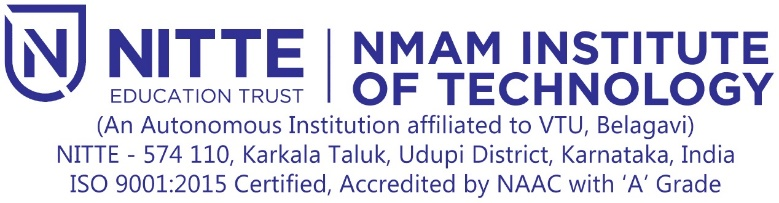 N NITTE
EDUCATION TRUST
NMAM INSTITUTE
OF TECHNOLOGY
(An Autonomous Institution affiliated to VTU, Belagavi)
NITTE - 574 110, Karkala Taluk, Udupi District, Karnataka, India
ISO 9001:2015 Certified, Accredited by NAAC with ‘A’ Grade